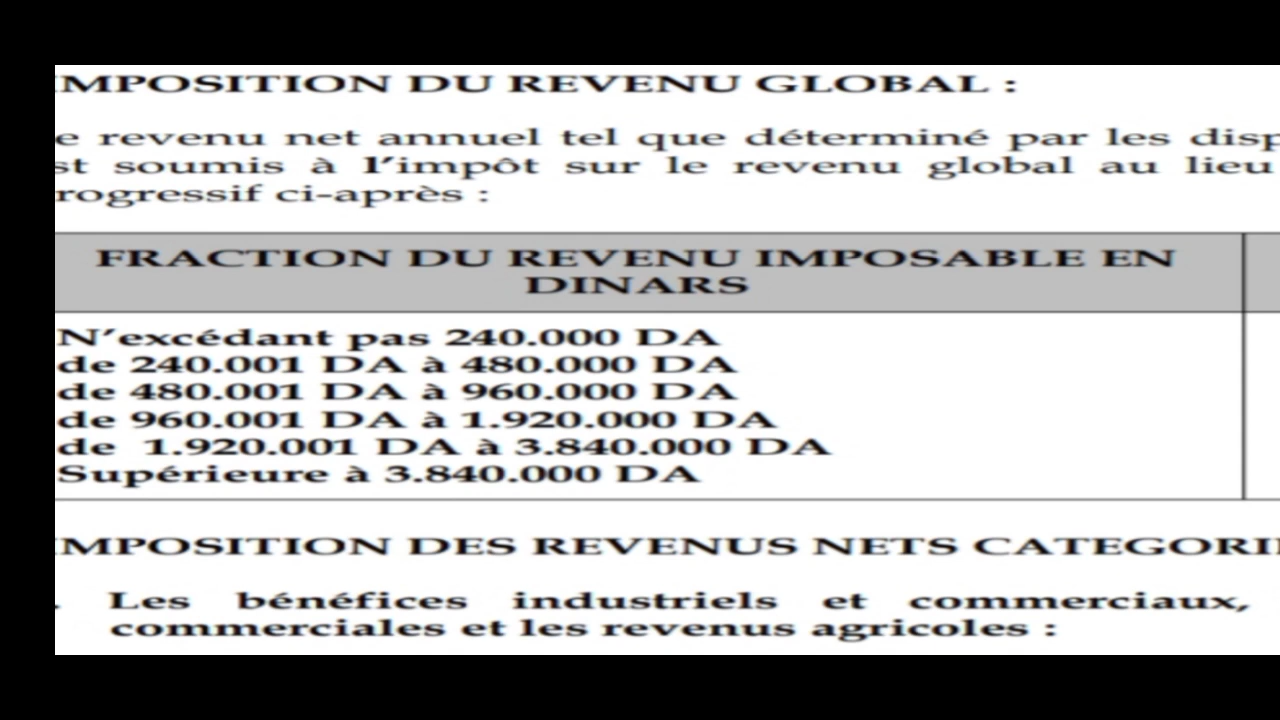 IMPOSITION DU REVENU GLOBAL :
e revenu net annuel tel que déterminé par les disp
st soumis à l'impôt sur le revenu global au lieu
rogressif ci-après :
FRACTION DU REVENU IMPOSABLE EN
DINARS
N'excédant pas 240.000 DA
de 240.001 DA à 480.000 DA
de 480.001 DA à 960.000 DA
de 960.001 DA à 1.920.000 DA
de 1.920.001 DA à 3.840.000 DA
Supérieure à 3.840.000 DA
IMPOSITION DES REVENUS NETS CATEGORIE
. Les bénéfices industriels et commerciaux,
commerciales et les revenus agricoles :